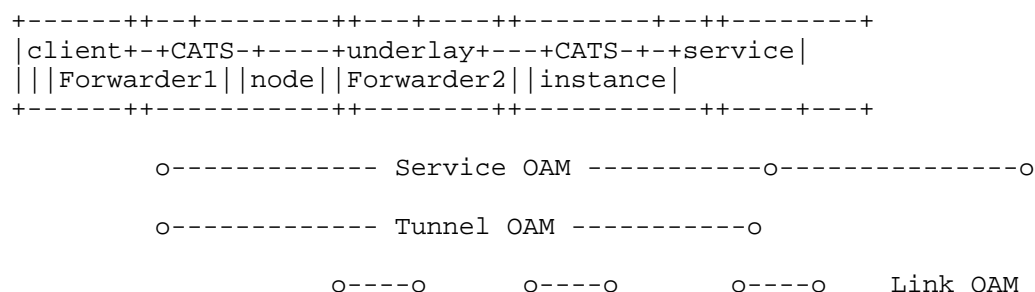 +------++--+--------++---+----++--------+--++--------+
|client+-+CATS-+----+underlay+---+CATS-+-+service|
|||Forwarder1||node||Forwarder2||instance|
+------++-----------++--------++-----------++----+---+
o------------- Service OAM -----------o---------------o
o------------- Tunnel OAM -----------o
o----o o----o o----o Link OAM